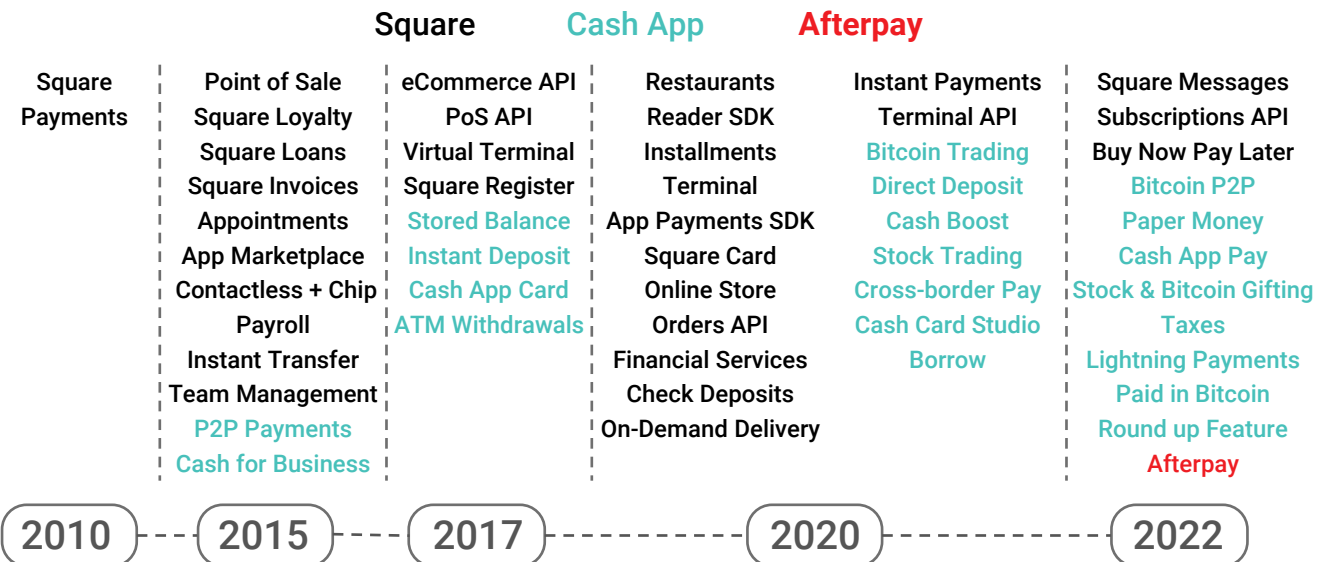 Square Cash App Afterpay
Square
Payments
Point of Sale
Square Loyalty
Square Loans
Square Invoices
Appointments
App Marketplace
Contactless + Chip
Payroll
Instant Transfer
Team Management
P2P Payments
Cash for Business
eCommerce API
PoS API
Virtual Terminal
Square Register
Stored Balance
Instant Deposit
Cash App Card
ATM Withdrawals
Restaurants
Reader SDK
Installments
Terminal
App Payments SDK
Square Card
Online Store
Orders API
Financial Services
Check Deposits
On-Demand Delivery
Instant Payments
Terminal API
Bitcoin Trading
Direct Deposit
Cash Boost
Stock Trading
Cross-border Pay
Cash Card Studio
Borrow
Square Messages
Subscriptions API
Buy Now Pay Later
Bitcoin P2P
Paper Money
Cash App Pay
Stock & Bitcoin Gifting
Taxes
Lightning Payments
Paid in Bitcoin
Round up Feature
Afterpay
2010 2015 2017 2020 2022